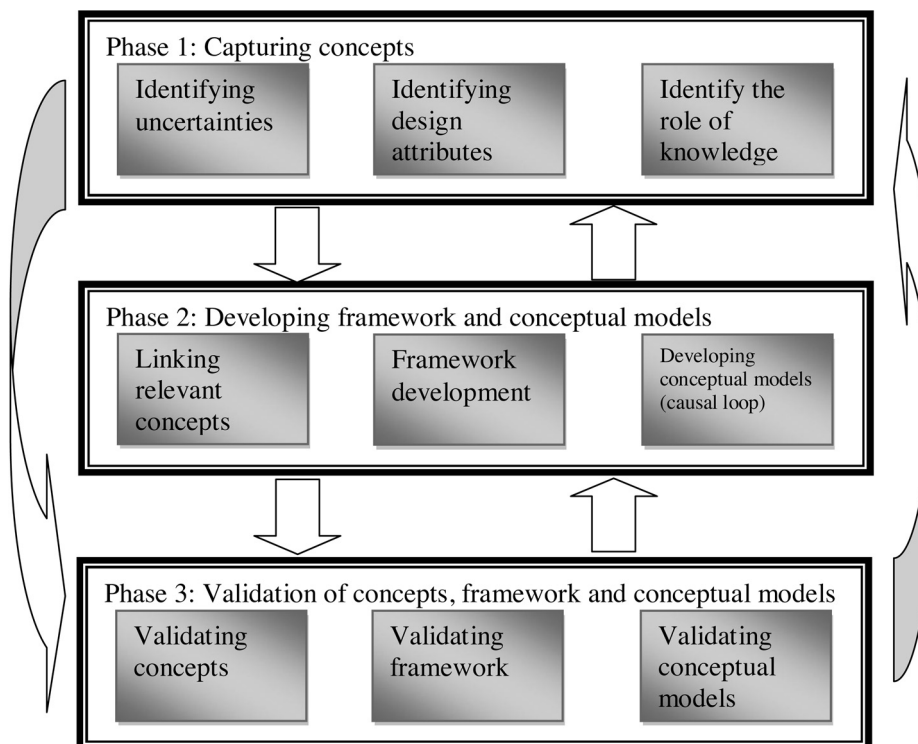 Phase 1: Capturing concepts
Identifying
uncertainties
Identifying
design
attributes
Identify the
role of
knowledge
Phase 2: Developing framework and conceptual models
Linking
relevant
concepts
Framework
development
Developing
conceptual models
(causal loop)
Phase 3: Validation of concepts, framework and conceptual models
Validating
concepts
Validating
framework
Validating
conceptual
models